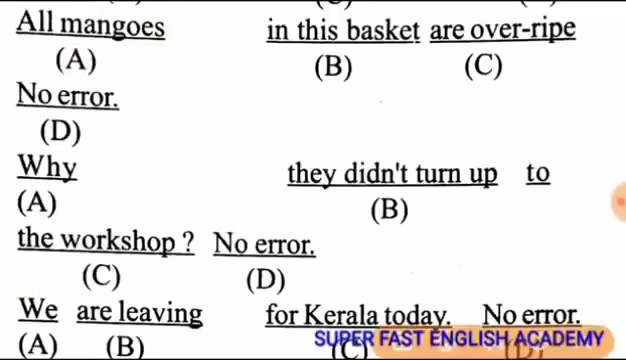 All mangoes in this basket are over-ripe
(A) (B) (C)
No error.
(D)
Why they didn't turn up to
(A) (B)
the workshop ? No error.
(C) (D)
We are leaving for Kerala today. No error.
(A) (B) (C) (D)
SUPER FAST ENGLISH ACADEMY